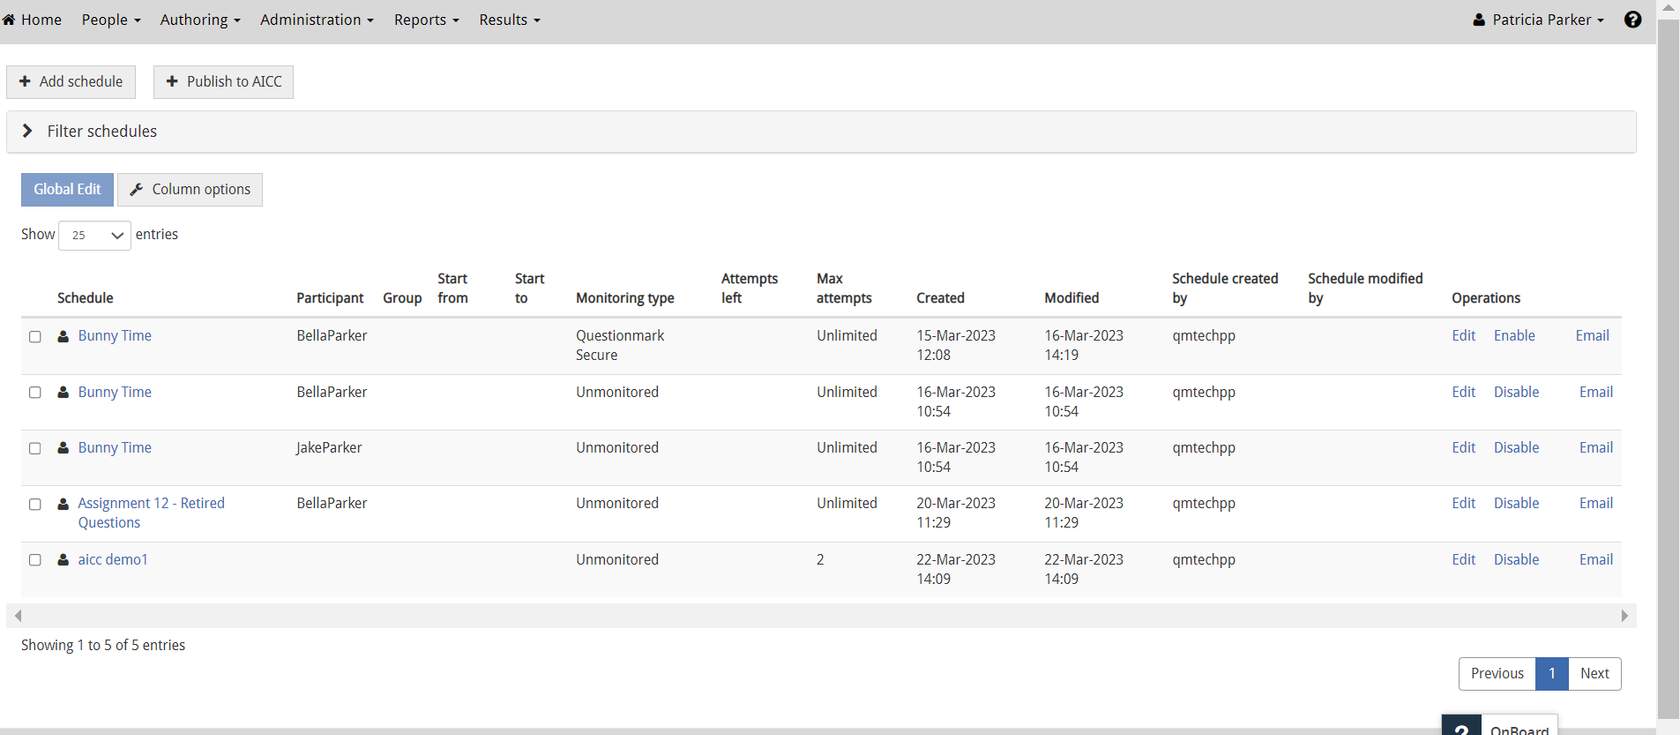 Home People Authoring Administration Reports Results Patricia Parker ?
+ Add schedule + Publish to AICC
Filter schedules
Global Edit Column options
Show 25 entries
Schedule Participant Group Start from Start to Monitoring type Attempts left Max attempts Created Modified Schedule created by Schedule modified by Operations
Bunny Time BellaParker Questionmark Secure Unlimited 15-Mar-2023 12:08 16-Mar-2023 14:19 qmtechpp Edit Enable Email
Bunny Time BellaParker Unmonitored Unlimited 16-Mar-2023 10:54 16-Mar-2023 10:54 qmtechpp Edit Disable Email
Bunny Time JakeParker Unmonitored Unlimited 16-Mar-2023 10:54 16-Mar-2023 10:54 qmtechpp Edit Disable Email
Assignment 12 - Retired Questions BellaParker Unmonitored Unlimited 20-Mar-2023 11:29 20-Mar-2023 11:29 qmtechpp Edit Disable Email
aicc demo1 Unmonitored 2 22-Mar-2023 14:09 22-Mar-2023 14:09 qmtechpp Edit Disable Email
Showing 1 to 5 of 5 entries
Previous 1 Next
? OnBoard